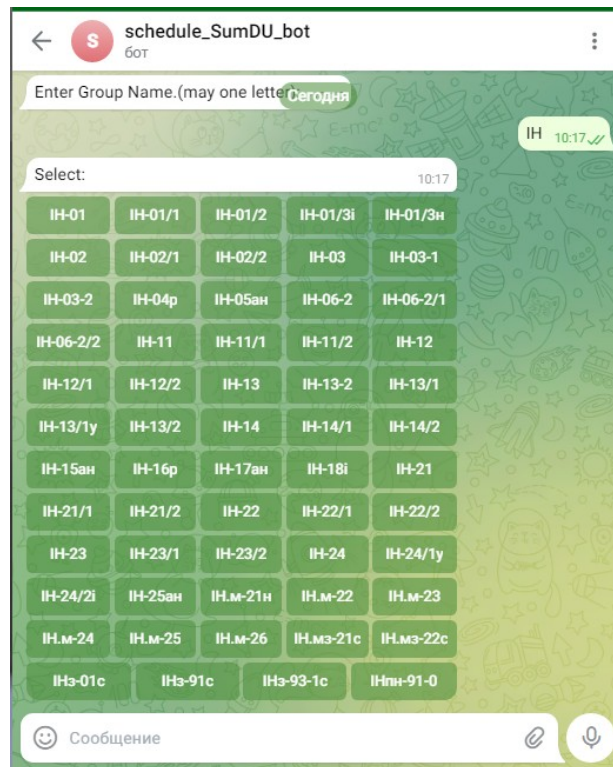 S
schedule_SumDU_bot
бот
Enter Group Name.(may one letter
Сегодня
ІН 10:17
Select: 10:17
ІН-01 ІН-01/1 ІН-01/2 ІН-01/3і ІН-01/3н
ІН-02 ІН-02/1 ІН-02/2 ІН-03 ІН-03-1
ІН-03-2 ІН-04р ІН-05ан ІН-06-2 ІН-06-2/1
ІН-06-2/2 ІН-11 ІН-11/1 ІН-11/2 ІН-12
ІН-12/1 ІН-12/2 ІН-13 ІН-13-2 ІН-13/1
ІН-13/1у ІН-13/2 ІН-14 ІН-14/1 ІН-14/2
ІН-15ан ІН-16р ІН-17ан ІН-18і ІН-21
ІН-21/1 ІН-21/2 ІН-22 ІН-22/1 ІН-22/2
ІН-23 ІН-23/1 ІН-23/2 ІН-24 ІН-24/1у
ІН-24/2і ІН-25ан ІН.м-21н ІН.м-22 ІН.м-23
ІН.м-24 ІН.м-25 ІН.м-26 ІН.мз-21с ІН.мз-22с
ІНз-01с ІНз-91с ІНз-93-1с ІНпн-91-0
Сообщение